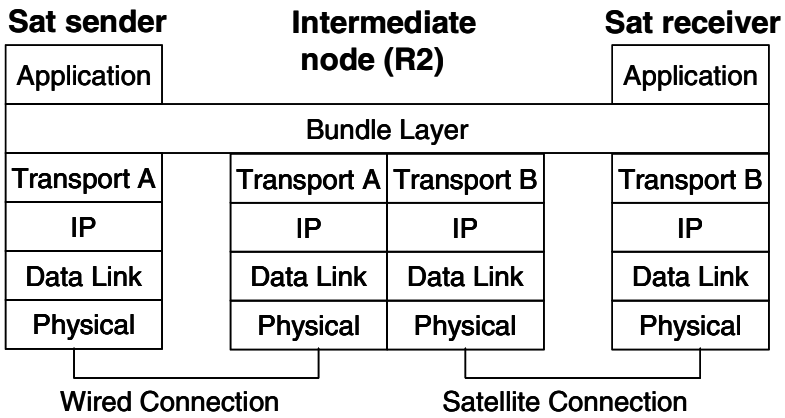 Sat sender
Intermediate
node (R2)
Sat receiver
Application
Application
Bundle Layer
Transport A
Transport A
Transport B
Transport B
IP
IP
IP
IP
Data Link
Data Link
Data Link
Data Link
Physical
Physical
Physical
Physical
Wired Connection
Satellite Connection